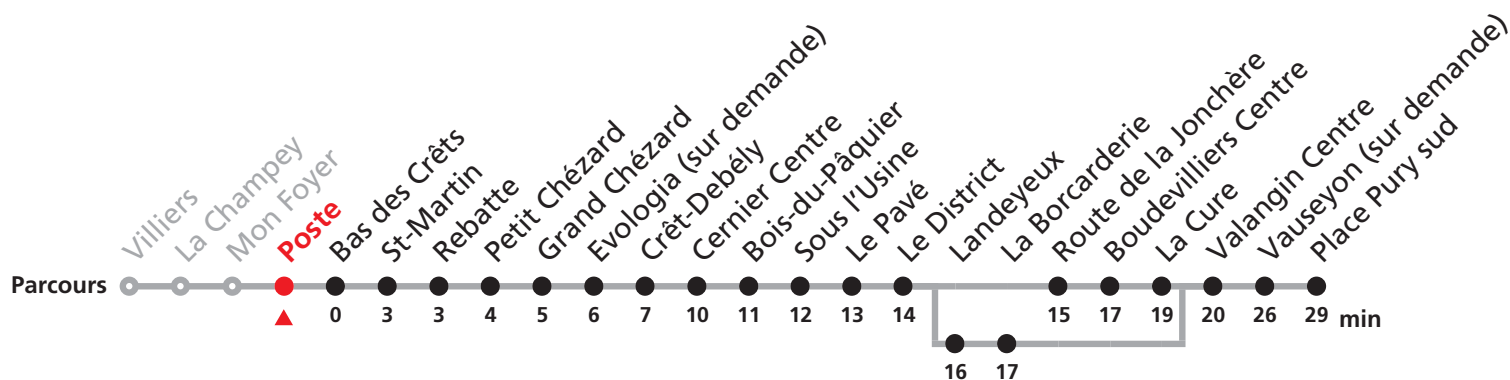 Villiers
La Champey
Mon Foyer
Poste
Bas des Crêts
St-Martin
Rebatte
Petit Chézard
Grand Chézard
Evologia (sur demande)
Crêt-Debély
Cernier Centre
Bois-du-Pâquier
Sous l'Usine
Le Pavé
Le District
Landeyeux
La Borcarderie
Route de la Jonchère
Boudevilliers Centre
La Cure
Valangin Centre
Vauseyon (sur demande)
Place Pury sud
Parcours
0 3 3 4 5 6 7 10 11 12 13 14 15 17 19 20 26 29 min
16 17